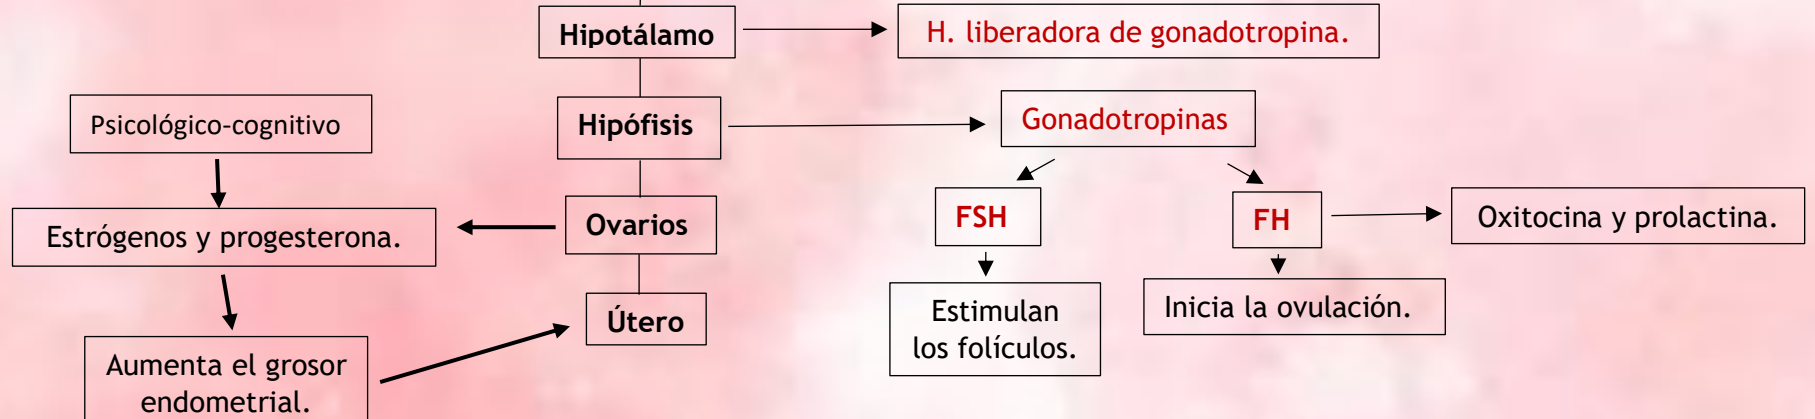 Hipotálamo
H. liberadora de gonadotropina.
Psicológico-cognitivo
Hipófisis
Gonadotropinas
Estrógenos y progesterona.
Ovarios
FSH
FH
Oxitocina y prolactina.
Útero
Estimulan
los folículos.
Inicia la ovulación.
Aumenta el grosor
endometrial.